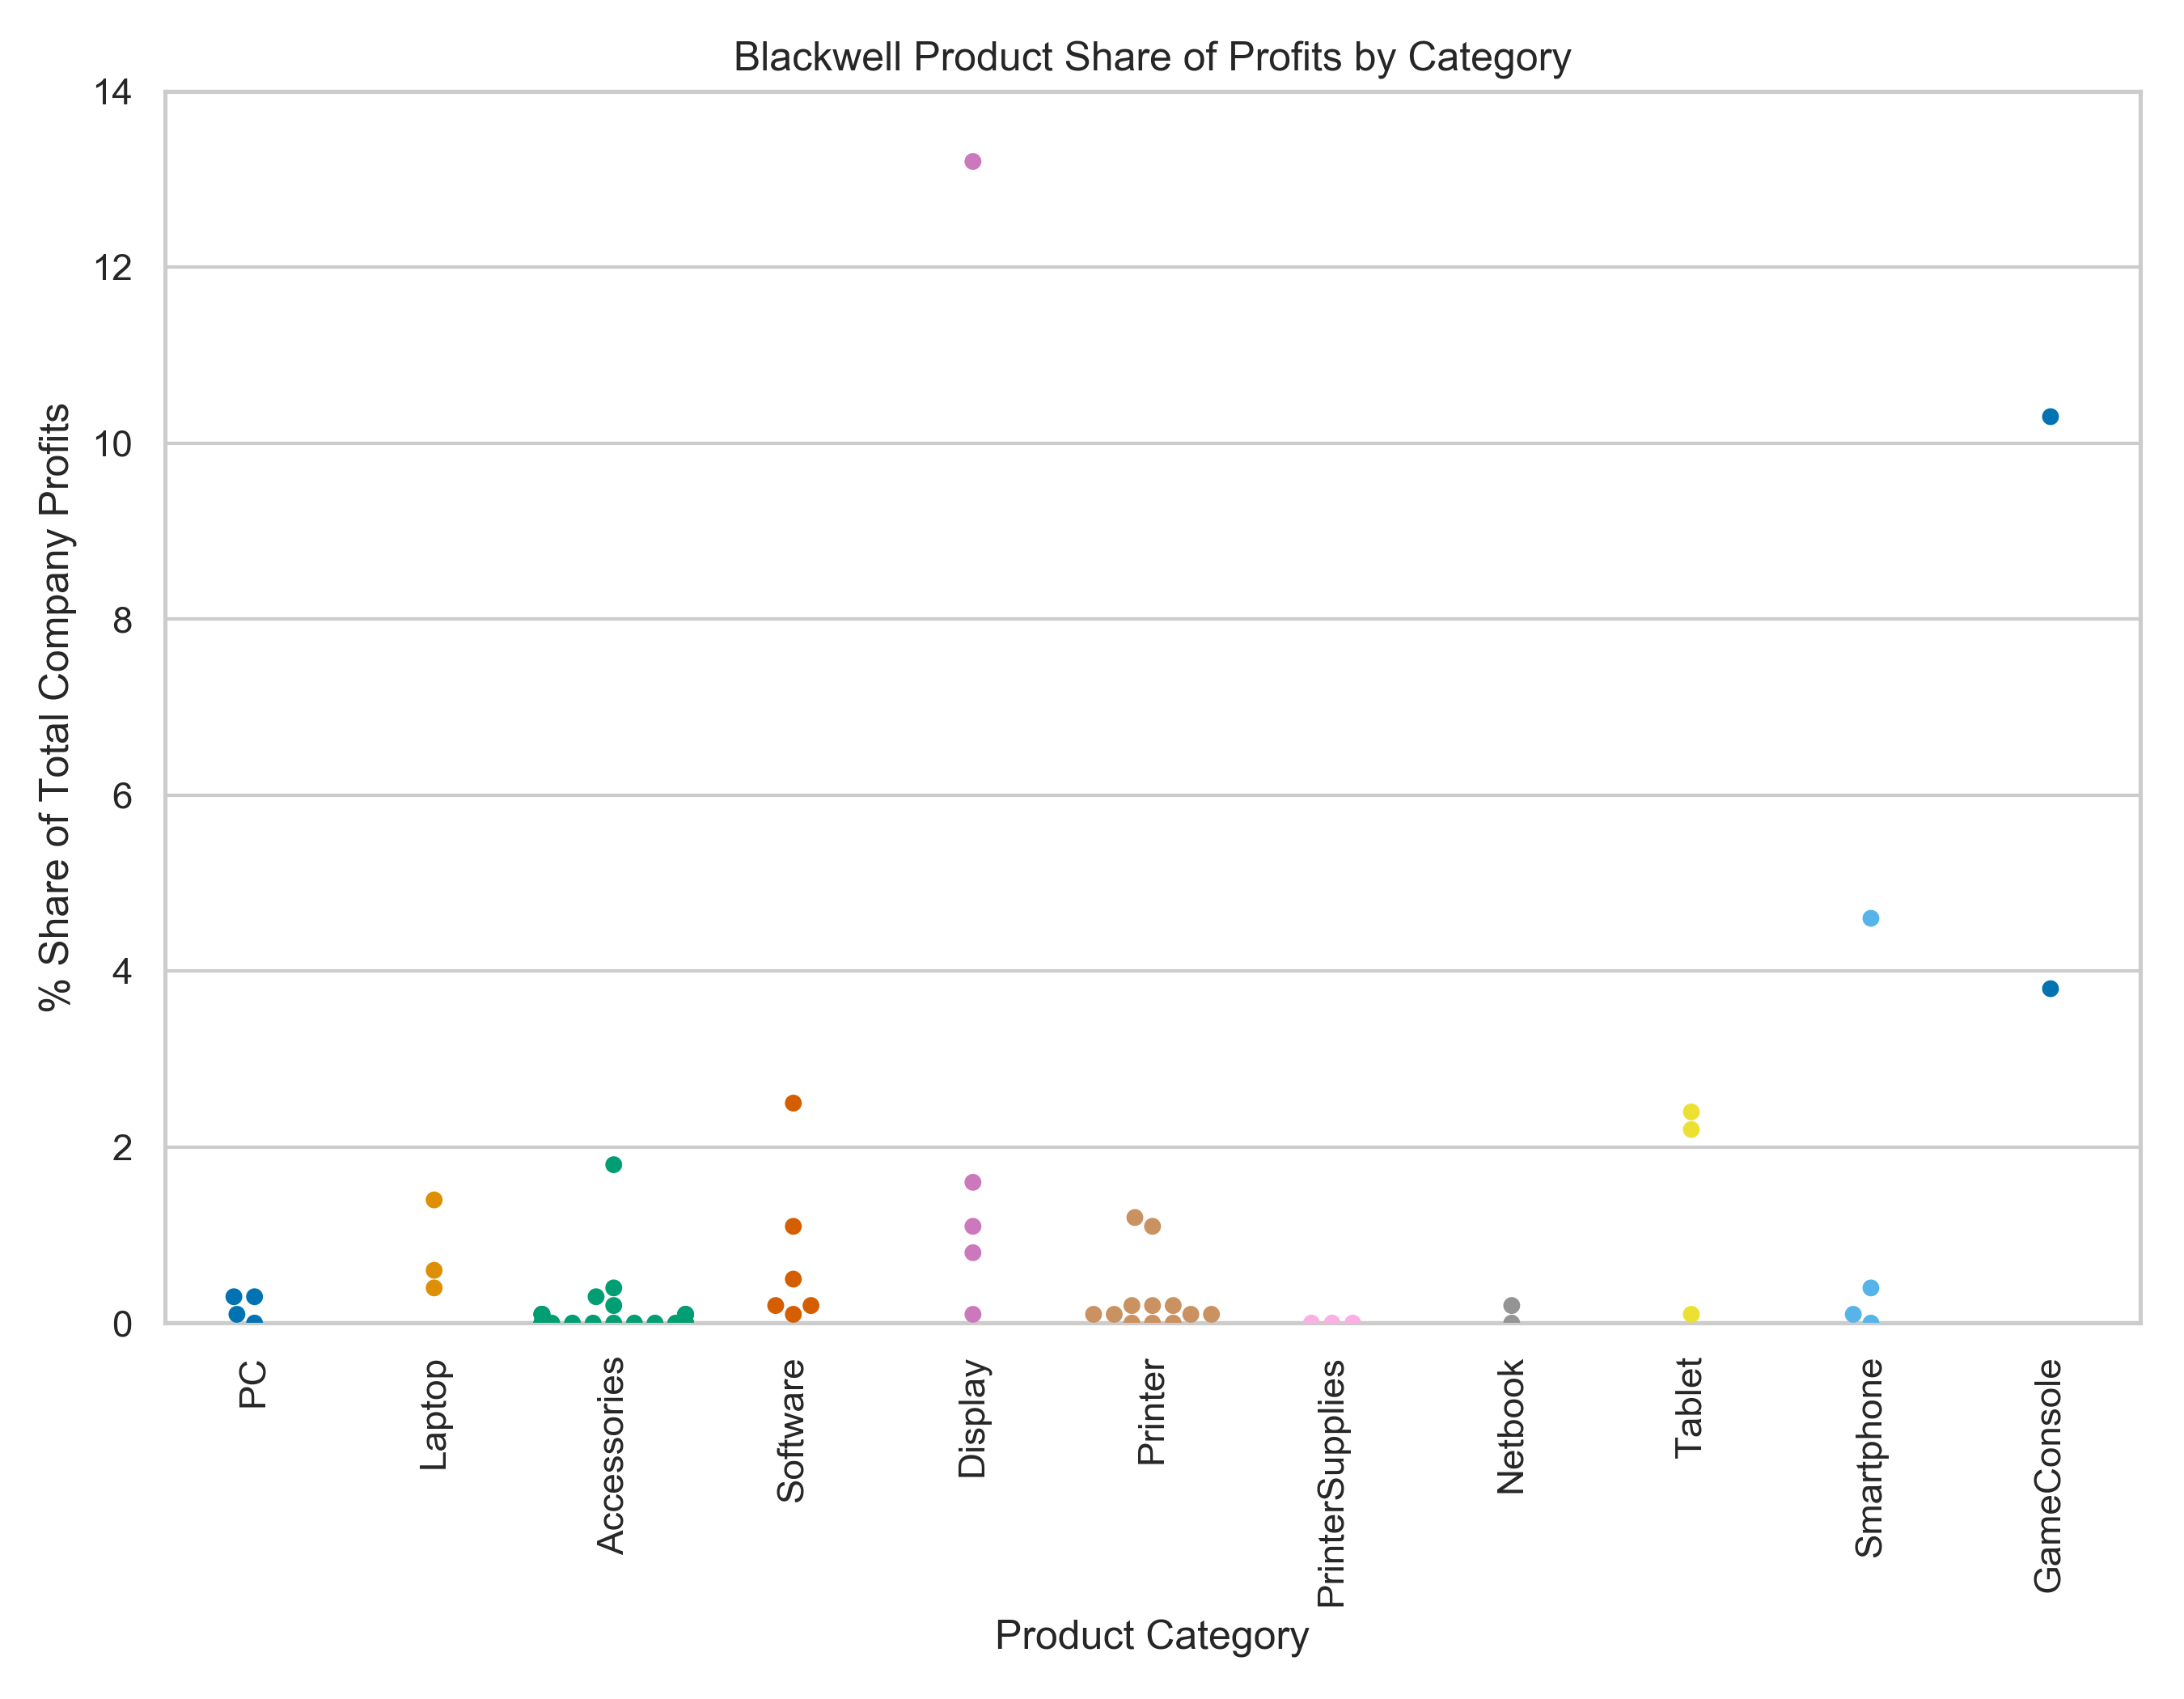 Blackwell Product Share of Profits by Category
14
12
10
8
6
4
2
0
% Share of Total Company Profits
PC
Laptop
Accessories
Software
Display
Printer
PrinterSupplies
Netbook
Tablet
Smartphone
GameConsole
Product Category